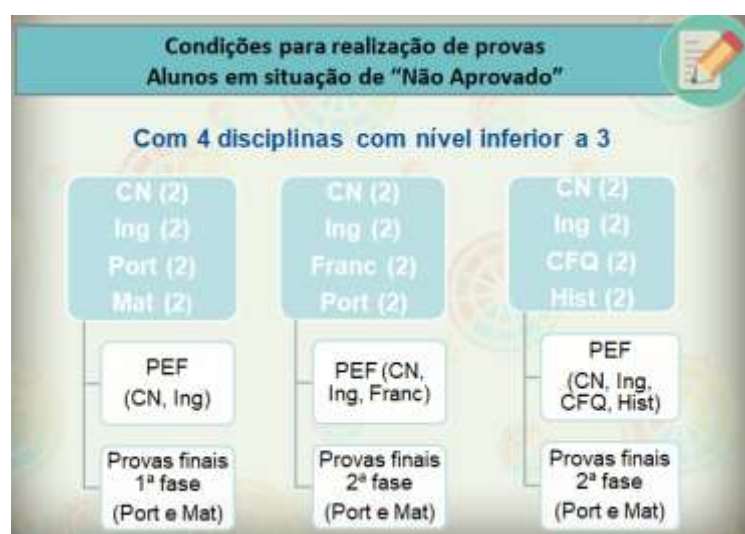 Condições para realização de provas
Alunos em situação de “Não Aprovado”
Com 4 disciplinas com nível inferior a 3
CN (2)
Ing (2)
Port (2)
Mat (2)
PEF
(CN, Ing)
Provas finais
1ª fase
(Port e Mat)
CN (2)
Ing (2)
Franc (2)
Port (2)
PEF (CN,
Ing, Franc)
Provas finais
2ª fase
(Port e Mat)
CN (2)
Ing (2)
CFQ (2)
Hist (2)
PEF
(CN, Ing,
CFQ, Hist)
Provas finais
2ª fase
(Port e Mat)